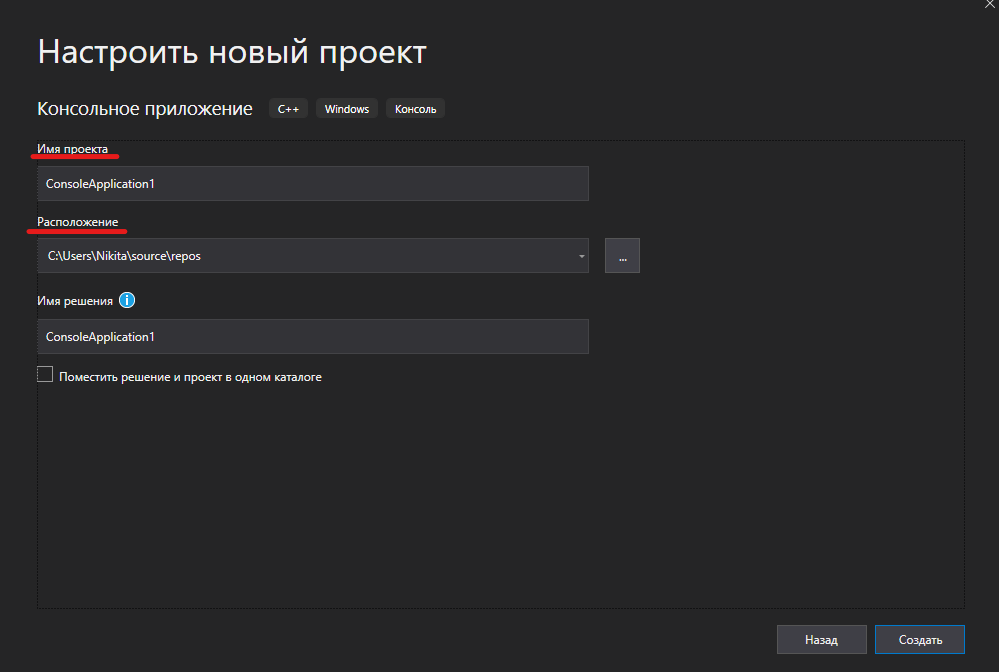 Настроить новый проект
Консольное приложение C++ Windows Консоль
Имя проекта
ConsoleApplication1
Расположение
C:\Users\Nikita\source\repos
...
Имя решения i
ConsoleApplication1
Поместить решение и проект в одном каталоге
Назад Создать